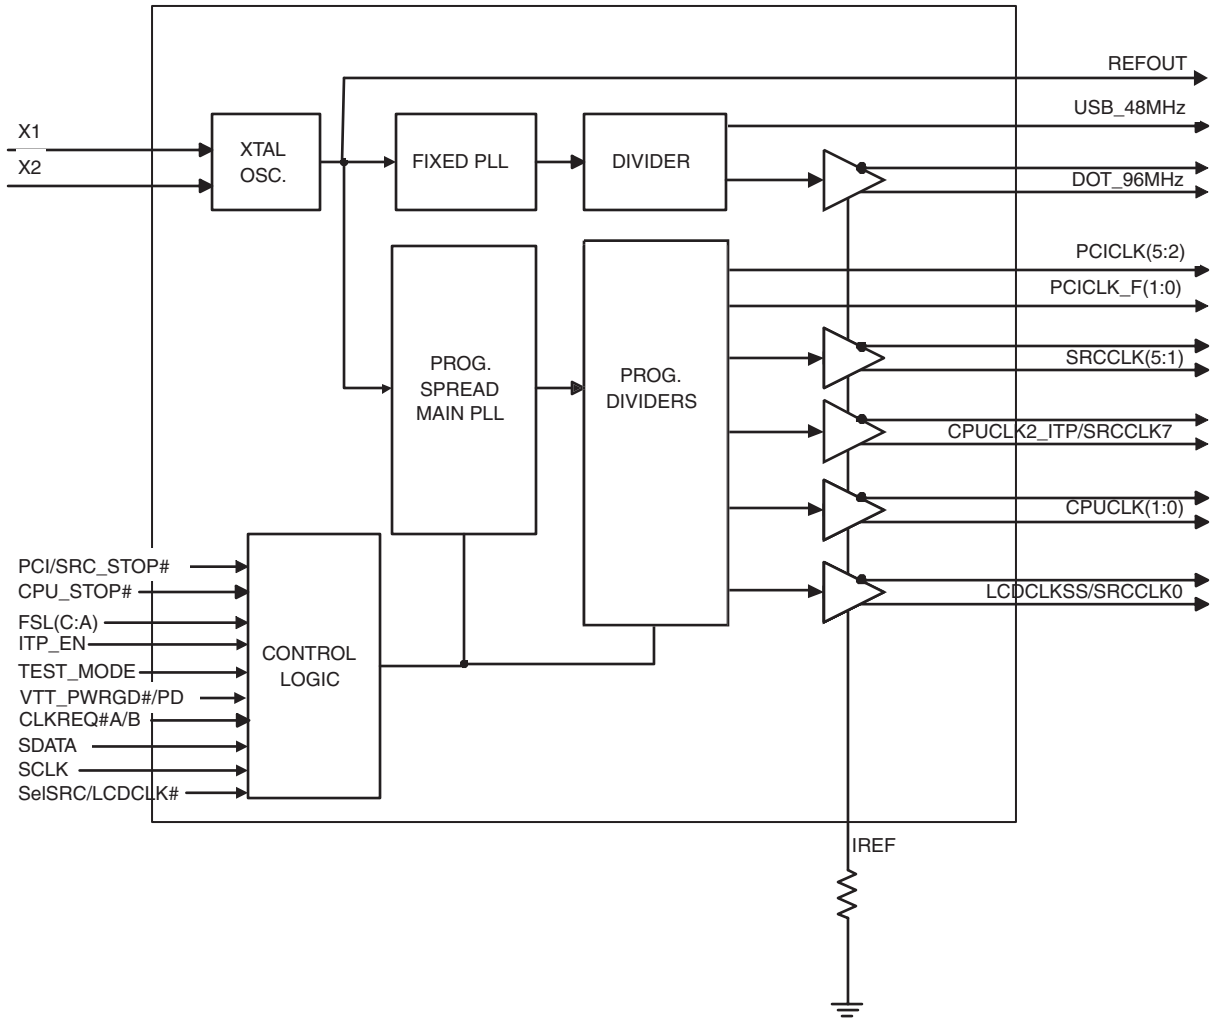 REFOUT
USB_48MHz
X1
XTAL
OSC.
FIXED PLL
DIVIDER
X2
DOT_96MHz
PCICLK(5:2)
PCICLK_F(1:0)
SRCCLK(5:1)
PROG.
SPREAD
MAIN PLL
PROG.
DIVIDERS
CPUCLK2_ITP/SRCCLK7
CPUCLK(1:0)
LCDCLKSS/SRCCLK0
PCI/SRC_STOP#
CPU_STOP#
FSL(C:A)
ITP_EN
TEST_MODE
VTT_PWRGD#/PD
CLKREQ#A/B
SDATA
SCLK
SelSRC/LCDCLK#
CONTROL
LOGIC
IREF